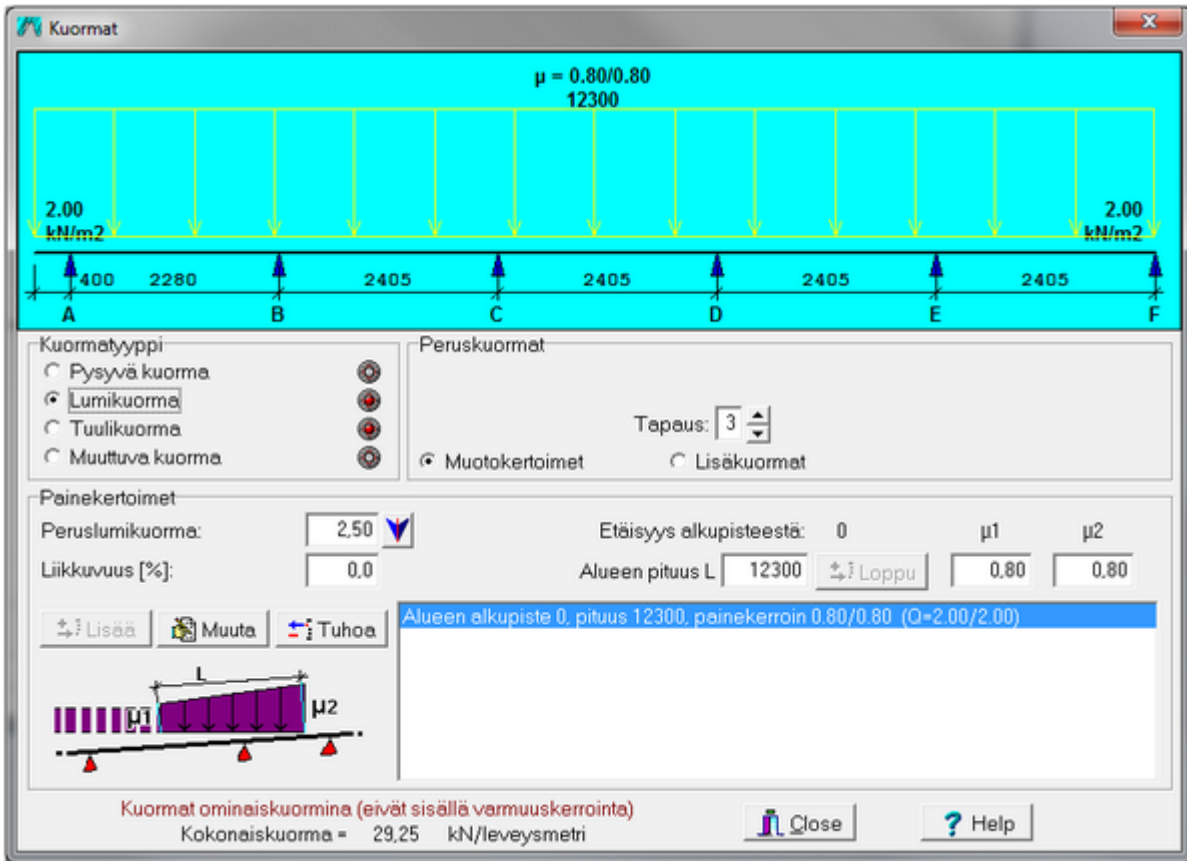 Kuormat
µ = 0.80/0.80
12300
2.00 2.00
kN/m2 kN/m2
400 2280 2405 2405 2405 2405
A B C D E F
Kuormatyyppi
Pysyvä kuorma
Lumikuorma
Tuulikuorma
Muuttuva kuorma
Peruskuormat
Tapaus: 3
Muotokertoimet Lisäkuormat
Painekertoimet
Peruslumikuorma: 2,50 Etäisyys alkupisteestä: 0 µ1 µ2
Liikkuvuus [%]: 0,0 Alueen pituus L 12300 Loppu 0,80 0,80
Lisää Muuta Tuhoa
Alueen alkupiste 0, pituus 12300, painekerroin 0.80/0.80 (Q=2.00/2.00)
L
µ1 µ2
Kuormat ominaiskuormina (eivät sisällä varmuuskerrointa)
Kokonaiskuorma = 29,25 kN/leveysmetri
Close Help